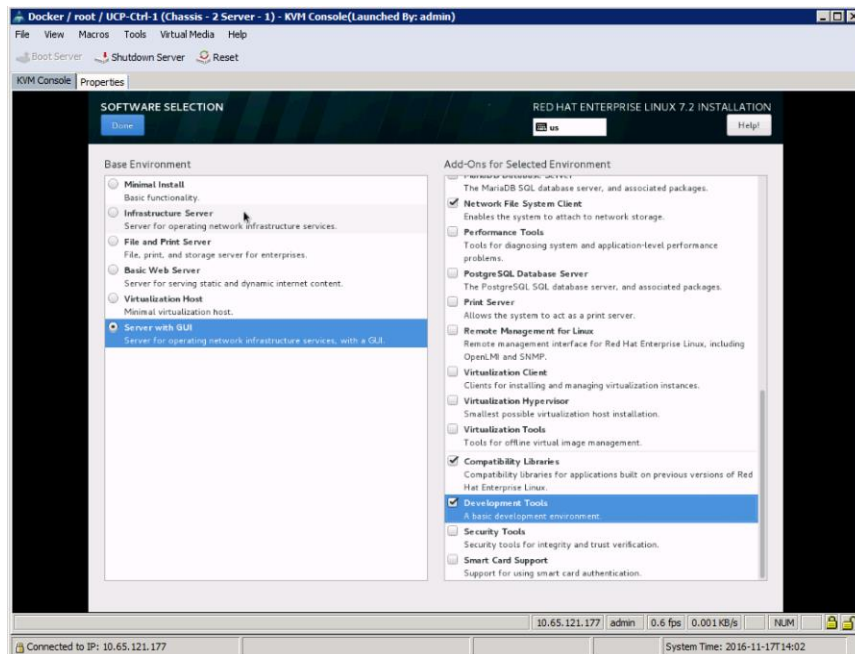 Docker / root / UCP-Ctrl-1 (Chassis - 2 Server - 1) - KVM Console(Launched By: admin)
File View Macros Tools Virtual Media Help
Boot Server Shutdown Server Reset
KVM Console Properties
SOFTWARE SELECTION
Done
RED HAT ENTERPRISE LINUX 7.2 INSTALLATION
us
Help!
Base Environment
Minimal Install
Basic functionality.
Infrastructure Server
Server for operating network infrastructure services.
File and Print Server
File, print, and storage server for enterprises.
Basic Web Server
Server for serving static and dynamic internet content.
Virtualization Host
Minimal virtualization host.
Server with GUI
Server for operating network infrastructure services, with a GUI.
Add-Ons for Selected Environment
MariaDB Database Server
The MariaDB SQL database server, and associated packages.
Network File System Client
Enables the system to attach to network storage.
Performance Tools
Tools for diagnosing system and application-level performance
problems.
PostgreSQL Database Server
The PostgreSQL SQL database server, and associated packages.
Print Server
Allows the system to act as a print server.
Remote Management for Linux
Remote management interface for Red Hat Enterprise Linux, including
OpenLMI and SNMP.
Virtualization Client
Clients for installing and managing virtualization instances.
Virtualization Hypervisor
Smallest possible virtualization host installation.
Virtualization Tools
Tools for offline virtual image management.
Compatibility Libraries
Compatibility libraries for applications built on previous versions of Red
Hat Enterprise Linux.
Development Tools
A basic development environment.
Security Tools
Security tools for integrity and trust verification.
Smart Card Support
Support for using smart card authentication.
10.65.121.177 admin 0.6 fps 0.001 KB/s NUM
Connected to IP: 10.65.121.177 System Time: 2016-11-17T14:02